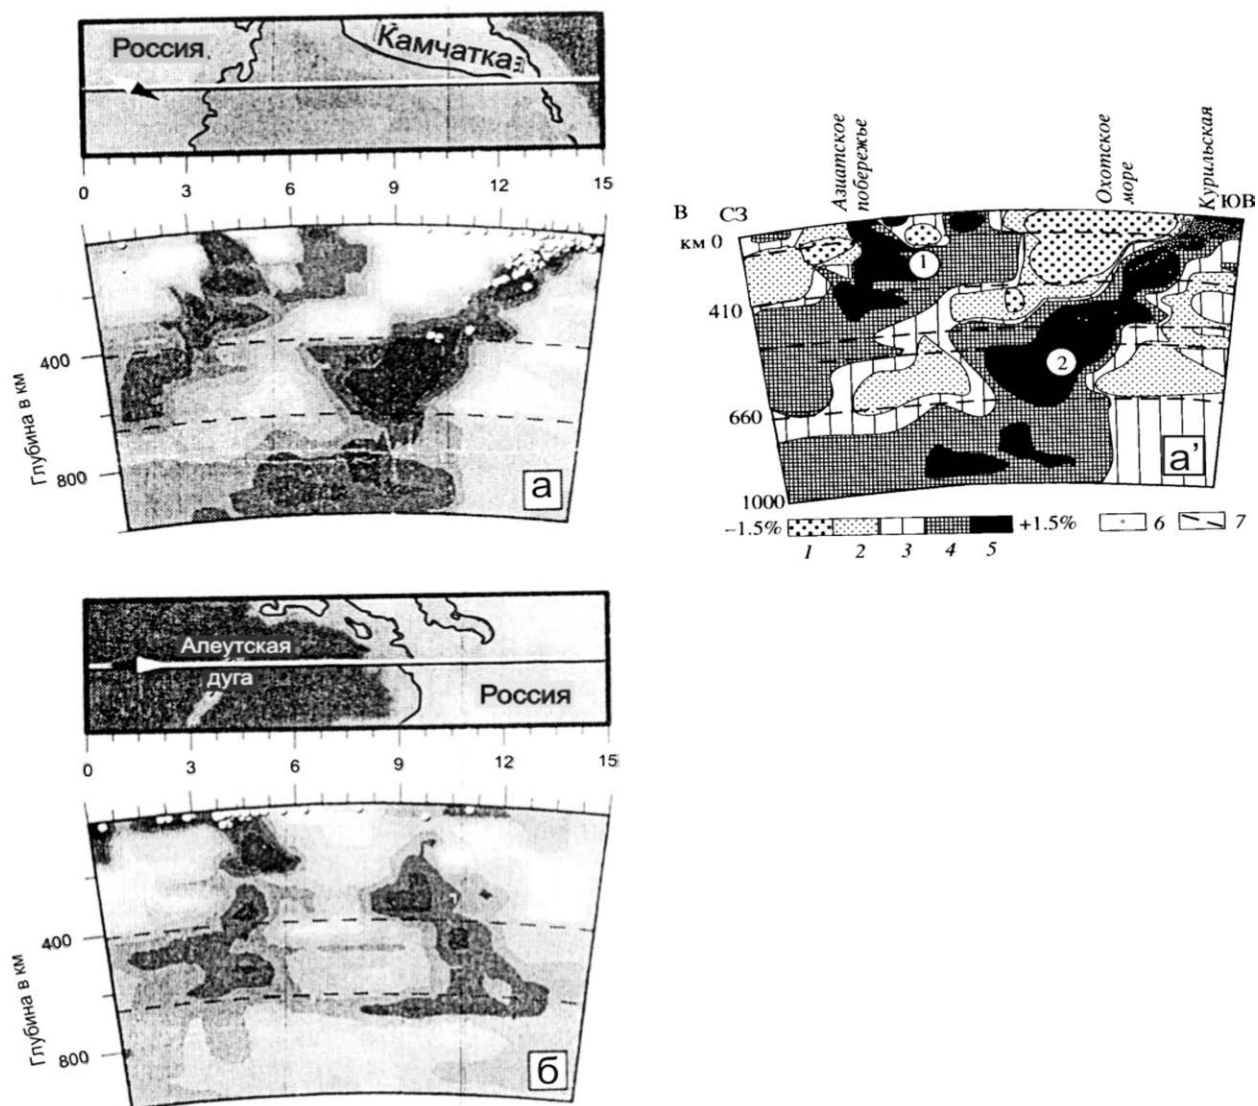 Россия
Камчатка
0 3 6 9 12 15
400
800
Глубина в км
а
Азиатское
побережье
Охотское
море
Курильская
В СЗ ЮВ
км 0
410
660
1000
1
2
а’
–1.5% +1.5%
1 2 3 4 5 6 7
Алеутская
дуга
Россия
0 3 6 9 12 15
400
800
Глубина в км
б